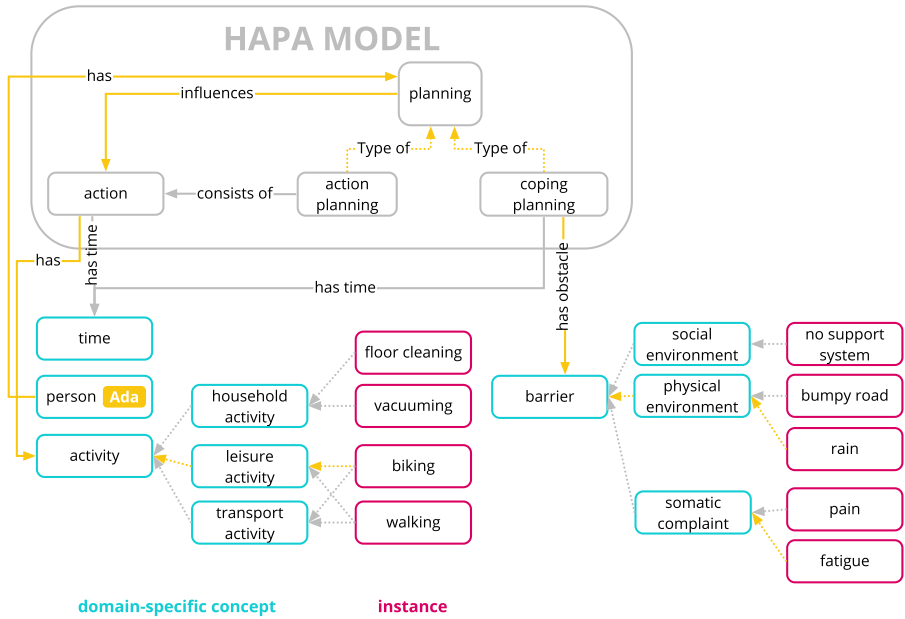 HAPA MODEL
has
influences
planning
Type of
Type of
action
consists of
action
planning
coping
planning
has
has time
has time
has obstacle
time
person Ada
activity
household
activity
leisure
activity
transport
activity
floor cleaning
vacuuming
biking
walking
barrier
social
environment
physical
environment
somatic
complaint
no support
system
bumpy road
rain
pain
fatigue
domain-specific concept
instance